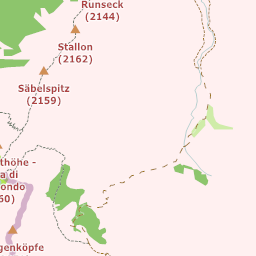 Runseck
(2144)
Stallon
(2162)
Säbelspitz
(2159)
thöhe -
a di
ondo
60)
genköpfe